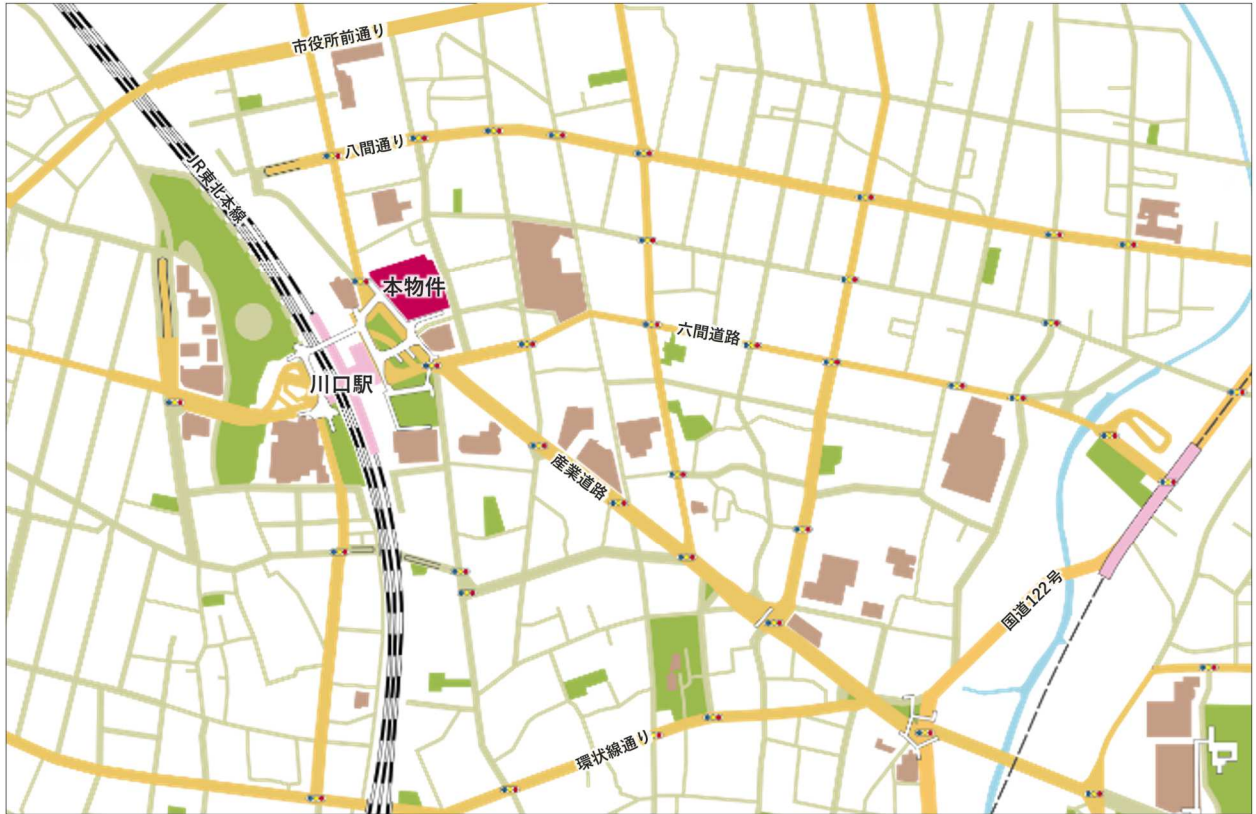 市役所前通り
八間通り
JR東北本線
本物件
六間道路
川口駅
産業道路
国道122号
環状線通り